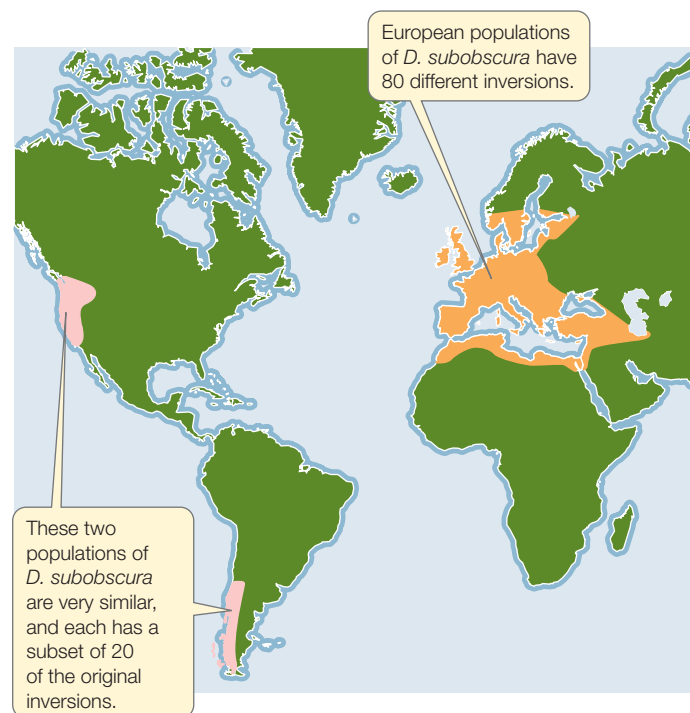 European populations
of D. subobscura have
80 different inversions.
These two
populations of
D. subobscura
are very similar,
and each has a
subset of 20
of the original
inversions.